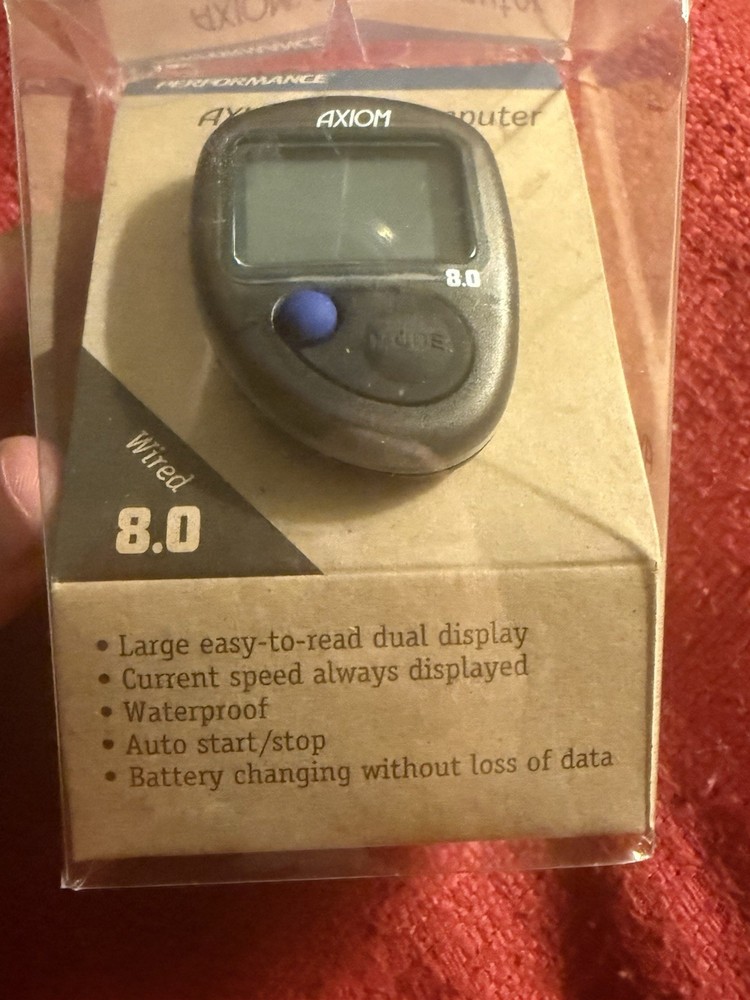 PERFORMANCE
AXIOM
puter
8.0
MODE
Wired
8.0
• Large easy-to-read dual display
• Current speed always displayed
• Waterproof
• Auto start/stop
• Battery changing without loss of data